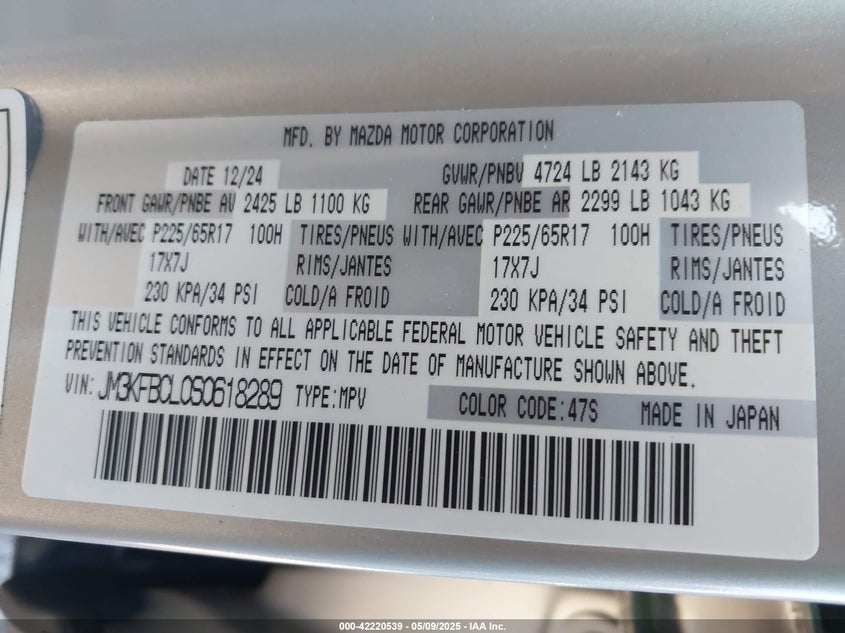 MFD. BY MAZDA MOTOR CORPORATION
DATE 12/24 GVWR/PNBV 4724 LB 2143 KG
FRONT GAWR/PNBE AV 2425 LB 1100 KG REAR GAWR/PNBE AR 2299 LB 1043 KG
WITH/AVEC P225/65R17 100H TIRES/PNEUS WITH/AVEC P225/65R17 100H TIRES/PNEUS
17X7J RIMS/JANTES 17X7J RIMS/JANTES
230 KPA/34 PSI COLD/A FROID 230 KPA/34 PSI COLD/A FROID
THIS VEHICLE CONFORMS TO ALL APPLICABLE FEDERAL MOTOR VEHICLE SAFETY AND THEFT
PREVENTION STANDARDS IN EFFECT ON THE DATE OF MANUFACTURE SHOWN ABOVE.
VIN:JM3KFBCL0S0618289 TYPE:MPV COLOR CODE:47S MADE IN JAPAN
000-42220539 - 05/09/2025 - IAA Inc.